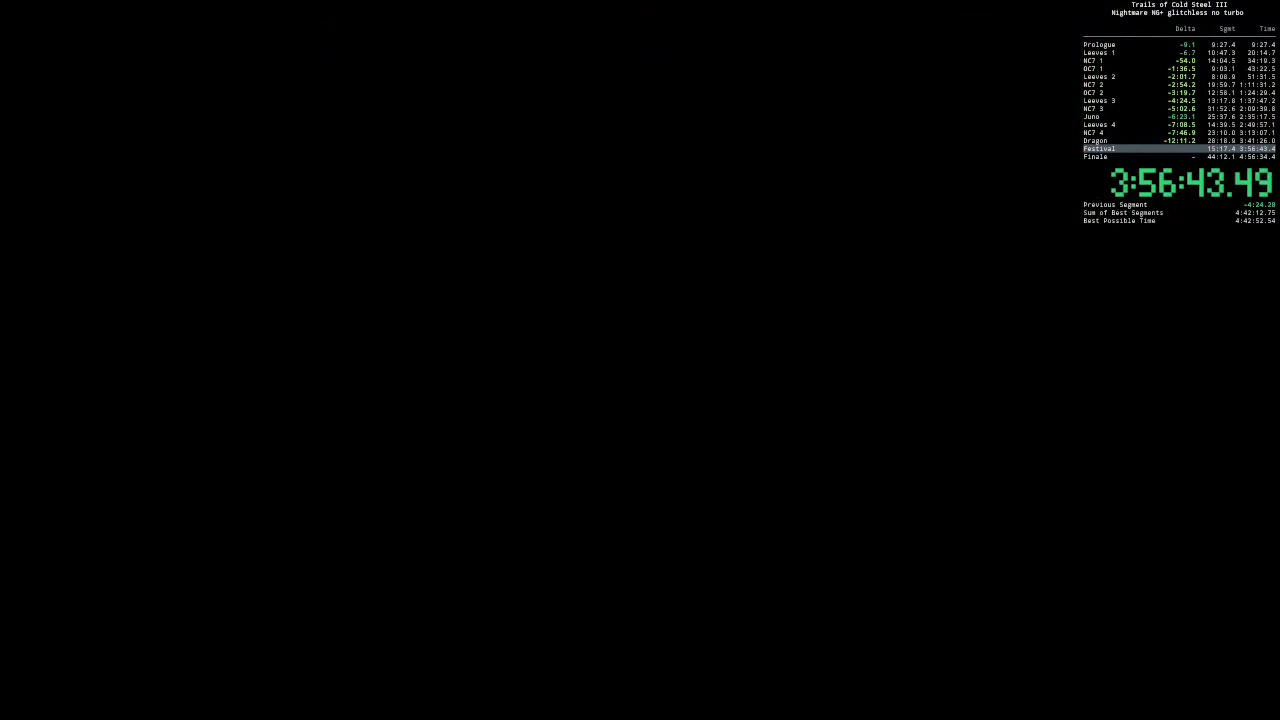 Trails of Cold Steel III
Nightmare NG+ glitchless no turbo
Delta Sgmt Time
Prologue -9.1 9:27.4 9:27.4
Leeves 1 -6.7 10:47.3 20:14.7
NC7 1 -54.0 14:04.5 34:19.3
OC7 1 -1:36.5 9:03.1 43:22.5
Leeves 2 -2:01.7 8:08.9 51:31.5
NC7 2 -2:54.2 19:59.7 1:11:31.2
OC7 2 -3:19.7 12:58.1 1:24:29.4
Leeves 3 -4:24.5 13:17.8 1:37:47.2
NC7 3 -5:02.6 31:52.6 2:09:39.8
Juno -6:23.1 25:37.6 2:35:17.5
Leeves 4 -7:08.5 14:39.5 2:49:57.1
NC7 4 -7:46.9 23:10.0 3:13:07.1
Dragon -12:11.2 28:18.9 3:41:26.0
Festival 15:17.4 3:56:43.4
Finale - 44:12.1 4:56:34.4
3:56:43.49
Previous Segment -4:24.28
Sum of Best Segments 4:42:12.75
Best Possible Time 4:42:52.54